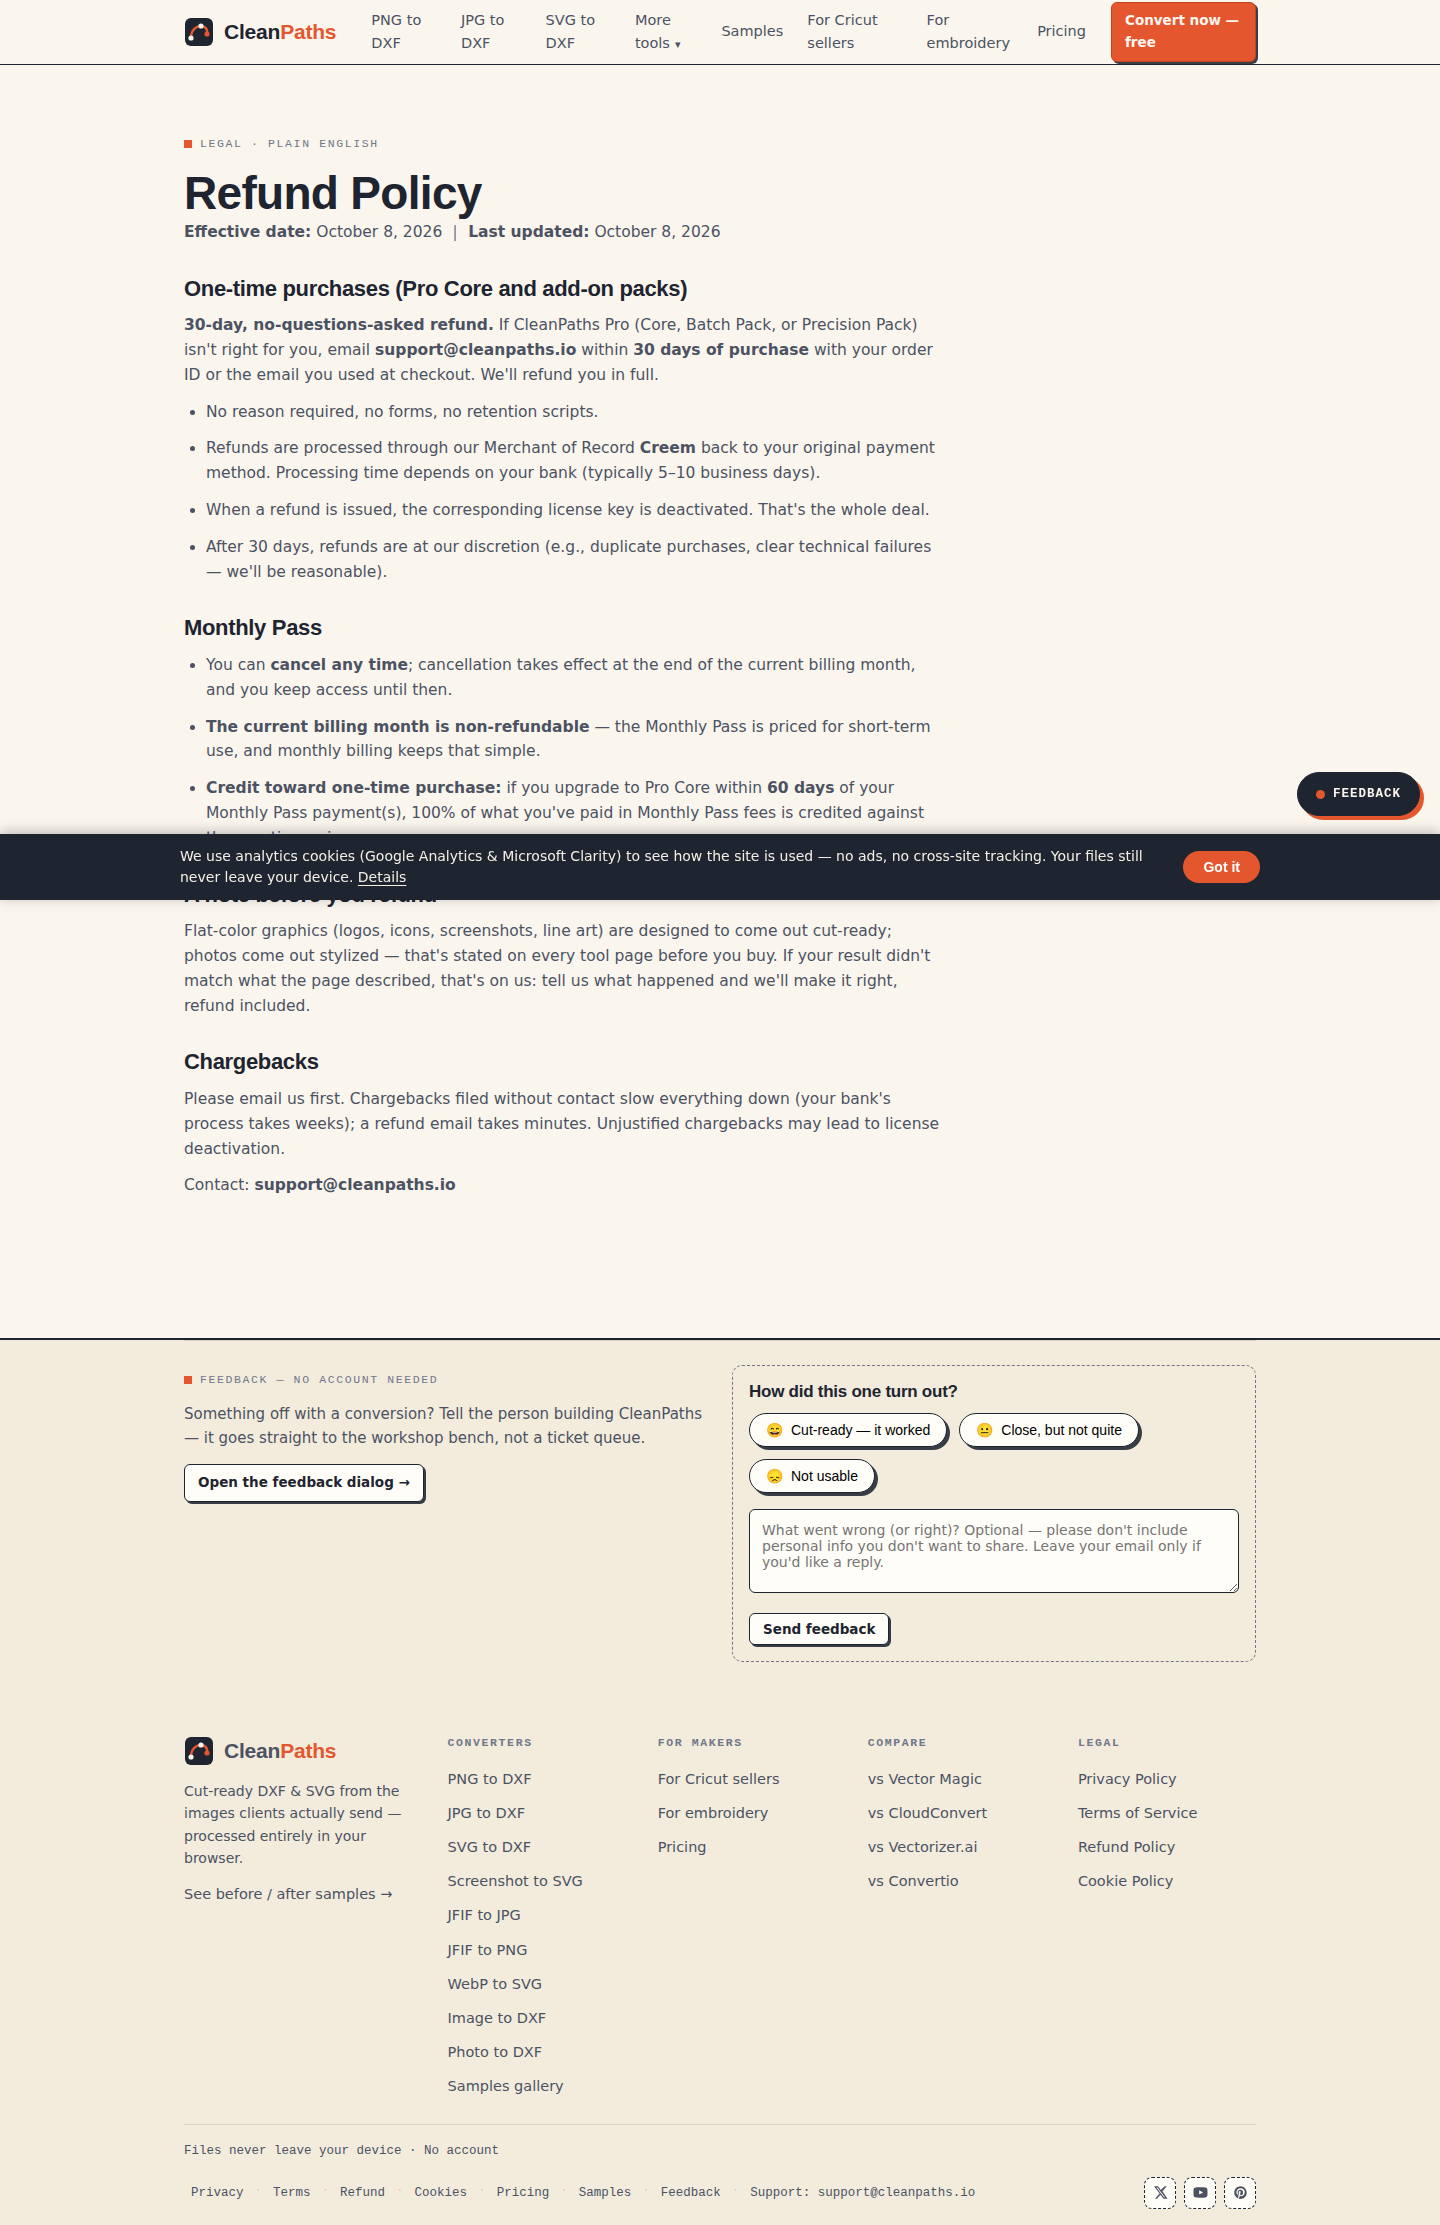 CleanPaths
PNG to DXF
JPG to DXF
SVG to DXF
More tools ▾
Samples
For Cricut sellers
For embroidery
Pricing
Convert now — free
LEGAL · PLAIN ENGLISH
Refund Policy
Effective date: October 8, 2026 | Last updated: October 8, 2026
One-time purchases (Pro Core and add-on packs)
30-day, no-questions-asked refund. If CleanPaths Pro (Core, Batch Pack, or Precision Pack)
isn't right for you, email support@cleanpaths.io within 30 days of purchase with your order
ID or the email you used at checkout. We'll refund you in full.
• No reason required, no forms, no retention scripts.
• Refunds are processed through our Merchant of Record Creem back to your original payment
method. Processing time depends on your bank (typically 5–10 business days).
• When a refund is issued, the corresponding license key is deactivated. That's the whole deal.
• After 30 days, refunds are at our discretion (e.g., duplicate purchases, clear technical failures
— we'll be reasonable).
Monthly Pass
• You can cancel any time; cancellation takes effect at the end of the current billing month,
and you keep access until then.
• The current billing month is non-refundable — the Monthly Pass is priced for short-term
use, and monthly billing keeps that simple.
• Credit toward one-time purchase: if you upgrade to Pro Core within 60 days of your
Monthly Pass payment(s), 100% of what you've paid in Monthly Pass fees is credited against
FEEDBACK
We use analytics cookies (Google Analytics & Microsoft Clarity) to see how the site is used — no ads, no cross-site tracking. Your files still
never leave your device. Details
Got it
Flat-color graphics (logos, icons, screenshots, line art) are designed to come out cut-ready;
photos come out stylized — that's stated on every tool page before you buy. If your result didn't
match what the page described, that's on us: tell us what happened and we'll make it right,
refund included.
Chargebacks
Please email us first. Chargebacks filed without contact slow everything down (your bank's
process takes weeks); a refund email takes minutes. Unjustified chargebacks may lead to license
deactivation.
Contact: support@cleanpaths.io
FEEDBACK — NO ACCOUNT NEEDED
Something off with a conversion? Tell the person building CleanPaths
— it goes straight to the workshop bench, not a ticket queue.
Open the feedback dialog →
How did this one turn out?
😄 Cut-ready — it worked
😐 Close, but not quite
😞 Not usable
What went wrong (or right)? Optional — please don't include
personal info you don't want to share. Leave your email only if
you'd like a reply.
Send feedback
CleanPaths
Cut-ready DXF & SVG from the
images clients actually send —
processed entirely in your
browser.
See before / after samples →
CONVERTERS
PNG to DXF
JPG to DXF
SVG to DXF
Screenshot to SVG
JFIF to JPG
JFIF to PNG
WebP to SVG
Image to DXF
Photo to DXF
Samples gallery
FOR MAKERS
For Cricut sellers
For embroidery
Pricing
COMPARE
vs Vector Magic
vs CloudConvert
vs Vectorizer.ai
vs Convertio
LEGAL
Privacy Policy
Terms of Service
Refund Policy
Cookie Policy
Files never leave your device · No account
Privacy · Terms · Refund · Cookies · Pricing · Samples · Feedback · Support: support@cleanpaths.io